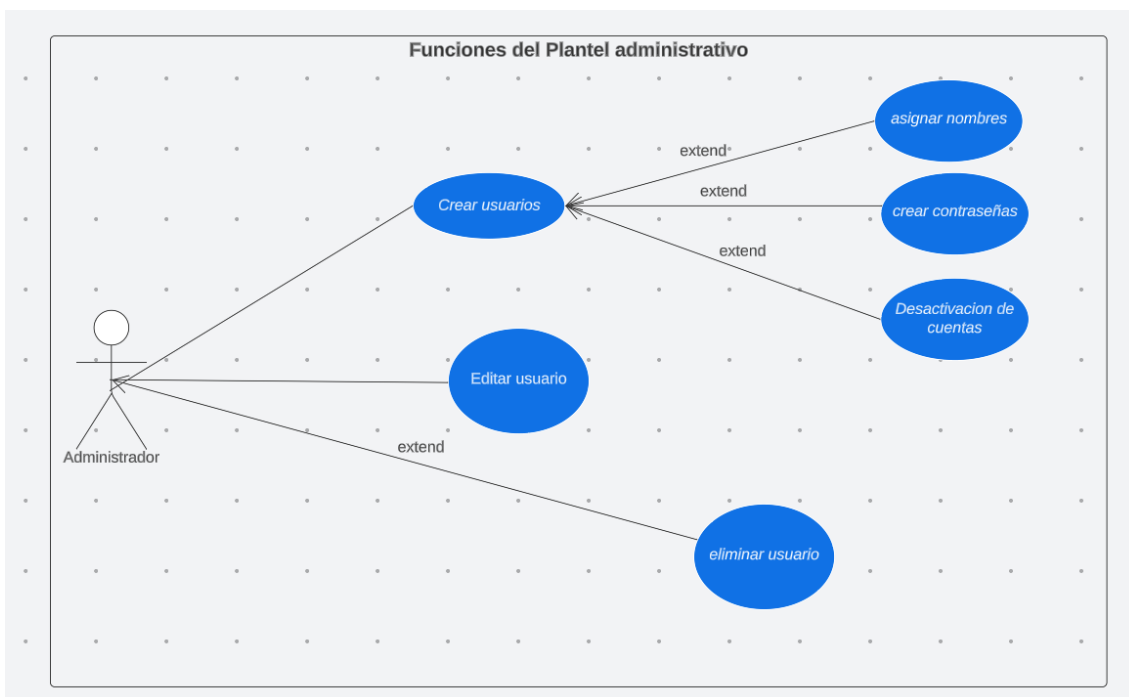 Funciones del Plantel administrativo
asignar nombres
extend
extend
crear contraseñas
Crear usuarios
extend
Desactivacion de
cuentas
Editar usuario
extend
Administrador
eliminar usuario